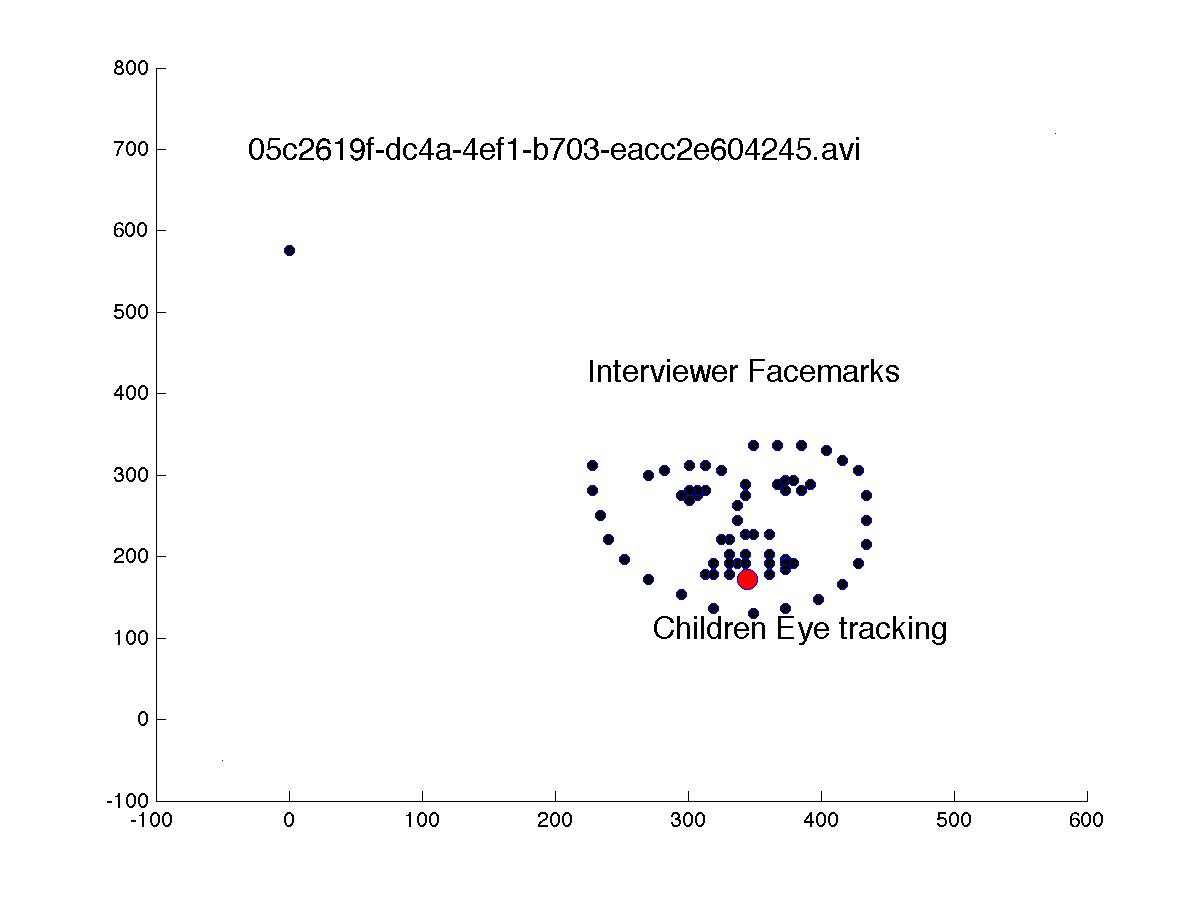 800
05c2619f-dc4a-4ef1-b703-eacc2e604245.avi
700
600
500
Interviewer Facemarks
400
300
200
Children Eye tracking
100
0
-100
-100 0 100 200 300 400 500 600